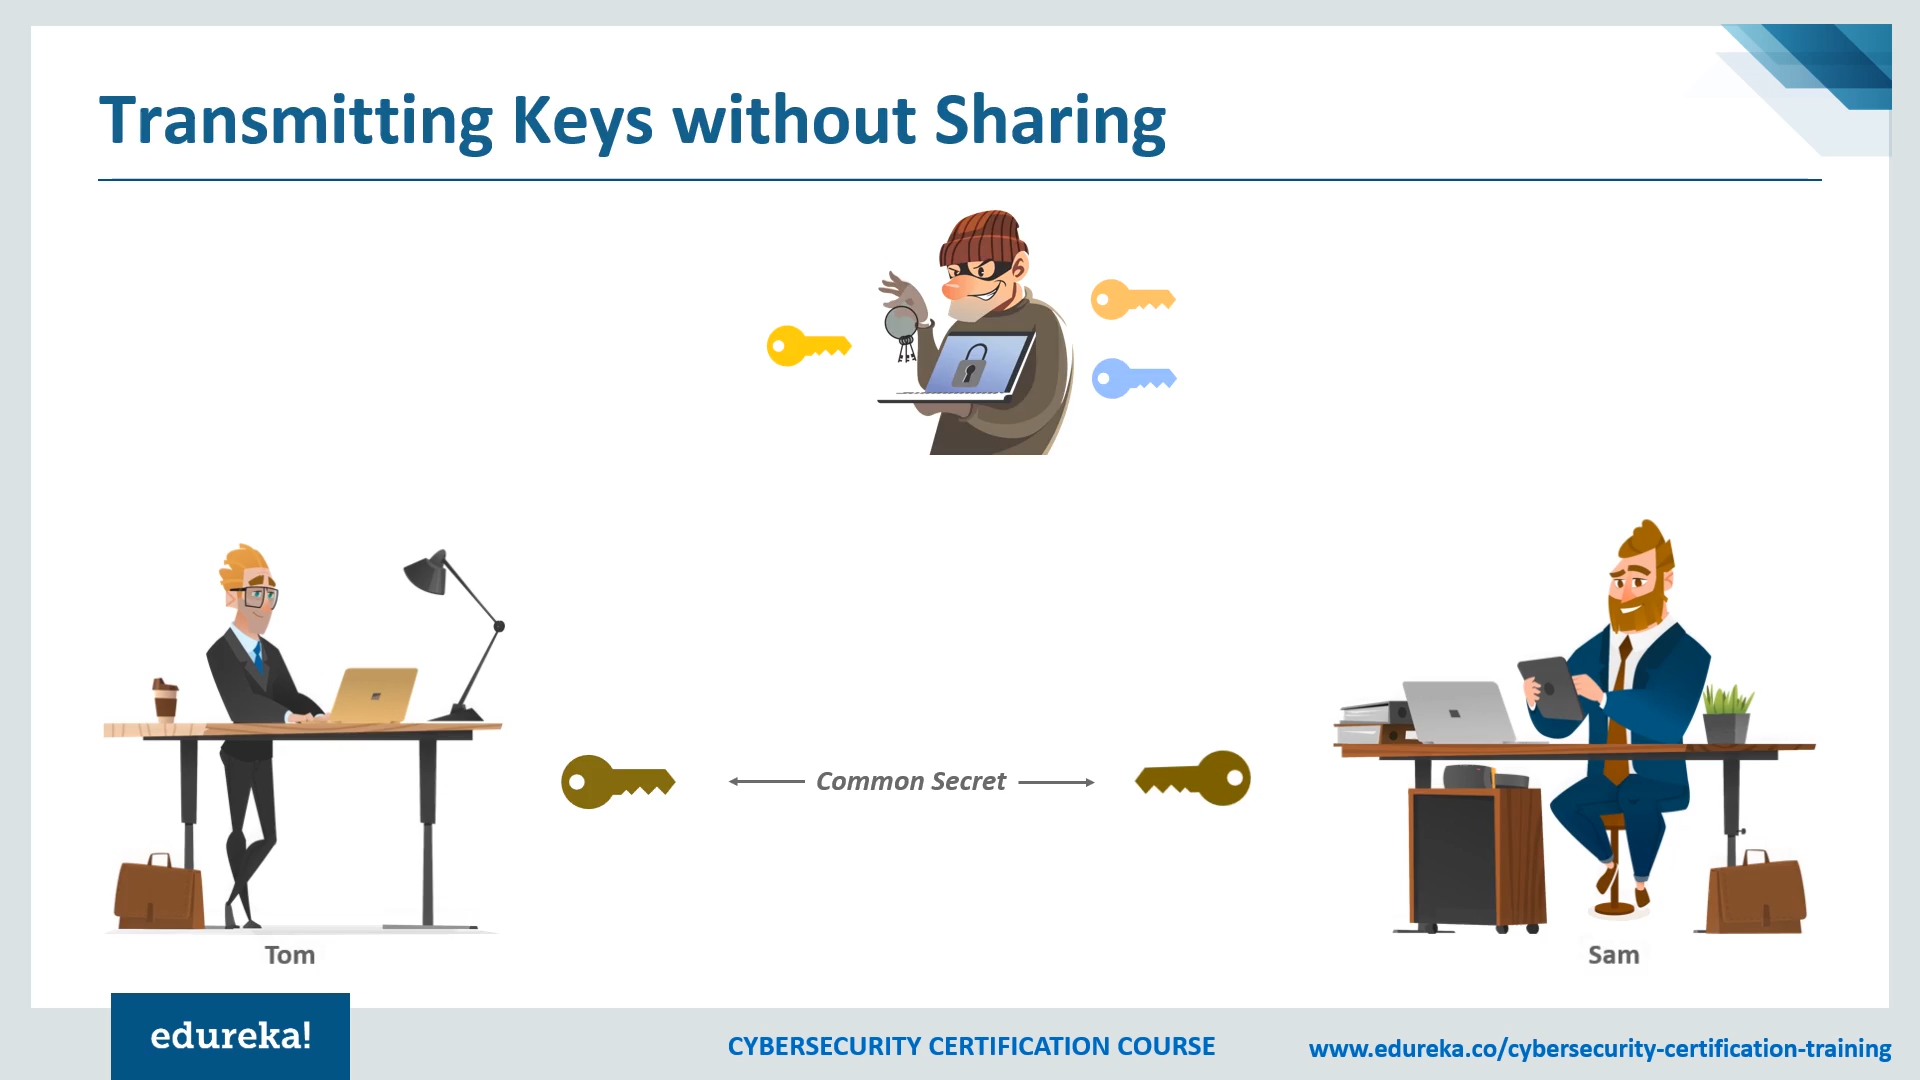 Transmitting Keys without Sharing
Common Secret
Tom
Sam
edureka!
CYBERSECURITY CERTIFICATION COURSE
www.edureka.co/cybersecurity-certification-training